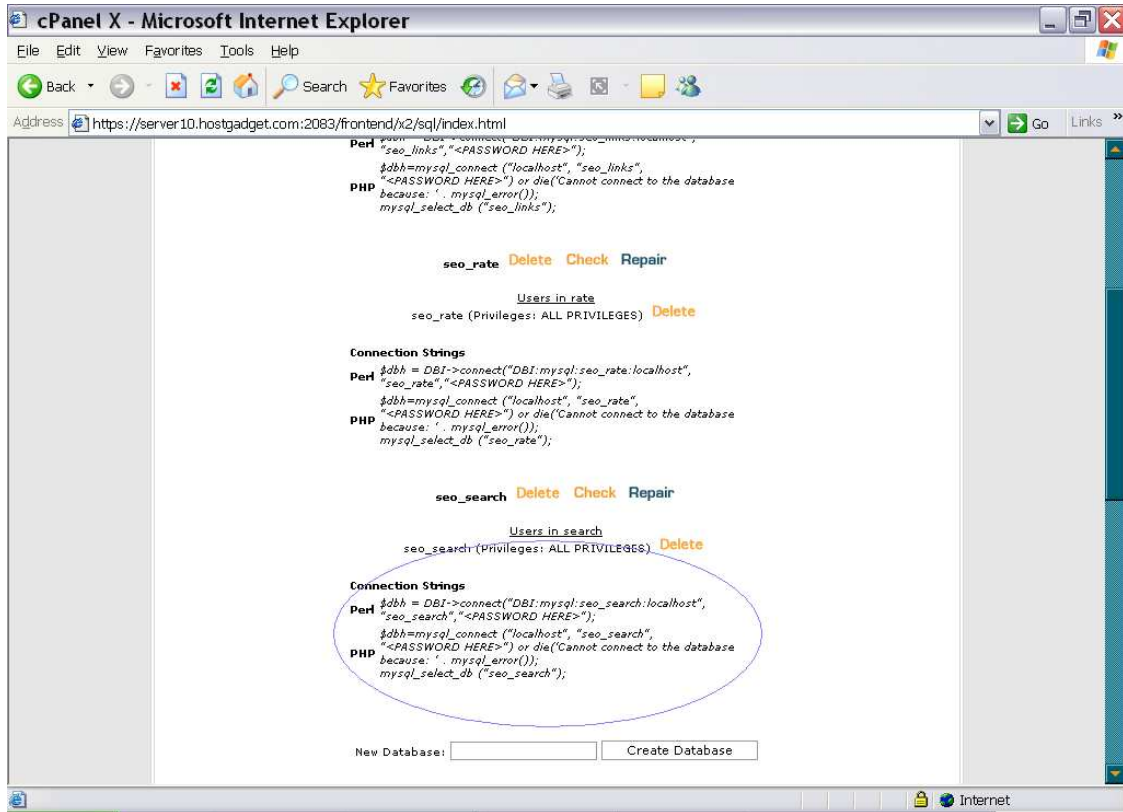 cPanel X - Microsoft Internet Explorer
File Edit View Favorites Tools Help
Back Search Favorites
Address https://server10.hostgadget.com:2083/frontend/x2/sql/index.html Go Links »
Perl
"seo_links","<PASSWORD HERE>");
$dbh=mysql_connect ("localhost", "seo_links",
PHP "<PASSWORD HERE>") or die('Cannot connect to the database
because: ' . mysql_error());
mysql_select_db ("seo_links");
seo_rate Delete Check Repair
Users in rate
seo_rate (Privileges: ALL PRIVILEGES) Delete
Connection Strings
Perl $dbh = DBI->connect("DBI:mysql:seo_rate:localhost",
"seo_rate","<PASSWORD HERE>");
$dbh=mysql_connect ("localhost", "seo_rate",
PHP "<PASSWORD HERE>") or die('Cannot connect to the database
because: ' . mysql_error());
mysql_select_db ("seo_rate");
seo_search Delete Check Repair
Users in search
seo_search (Privileges: ALL PRIVILEGES) Delete
Connection Strings
Perl $dbh = DBI->connect("DBI:mysql:seo_search:localhost",
"seo_search","<PASSWORD HERE>");
$dbh=mysql_connect ("localhost", "seo_search",
PHP "<PASSWORD HERE>") or die('Cannot connect to the database
because: ' . mysql_error());
mysql_select_db ("seo_search");
New Database: Create Database
Internet